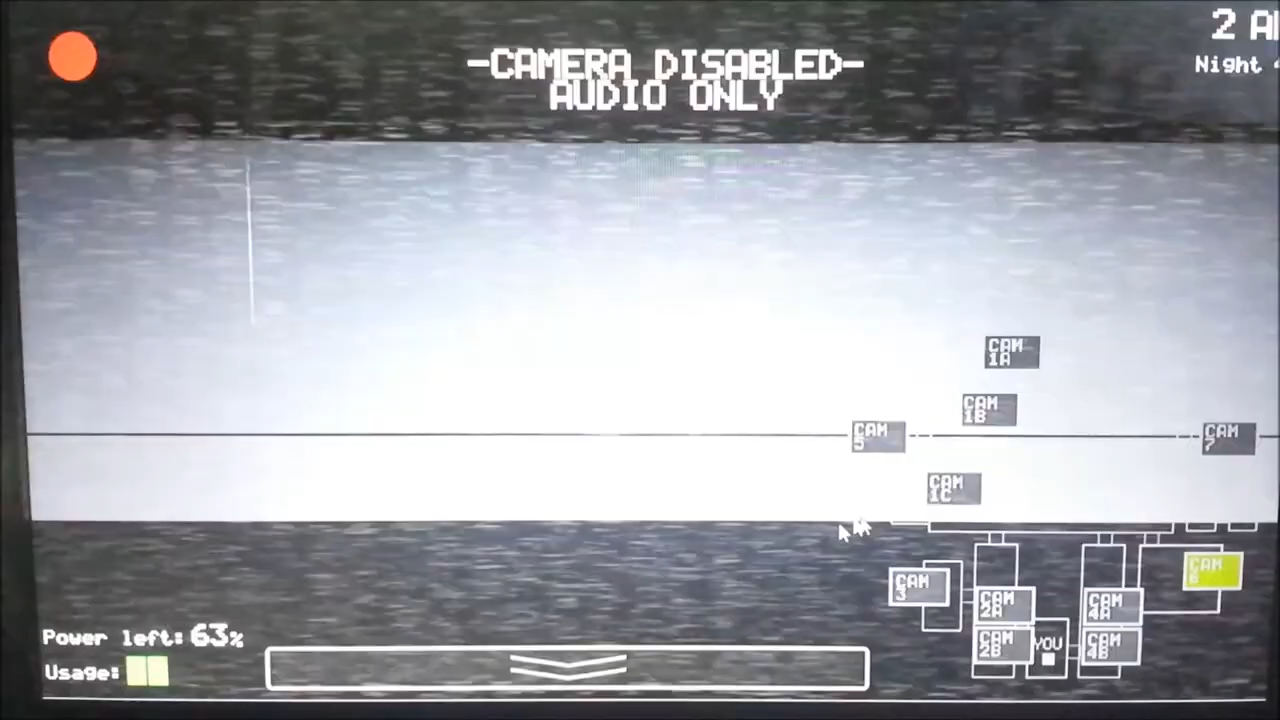 2 A
-CAMERA DISABLED-
AUDIO ONLY
Night
CAM
1A
CAM
1B
CAM
5
CAM
7
CAM
1C
CAM
6
CAM
3
CAM
2A
CAM
4A
CAM
2B
YOU
CAM
4B
Power left: 63%
Usage: